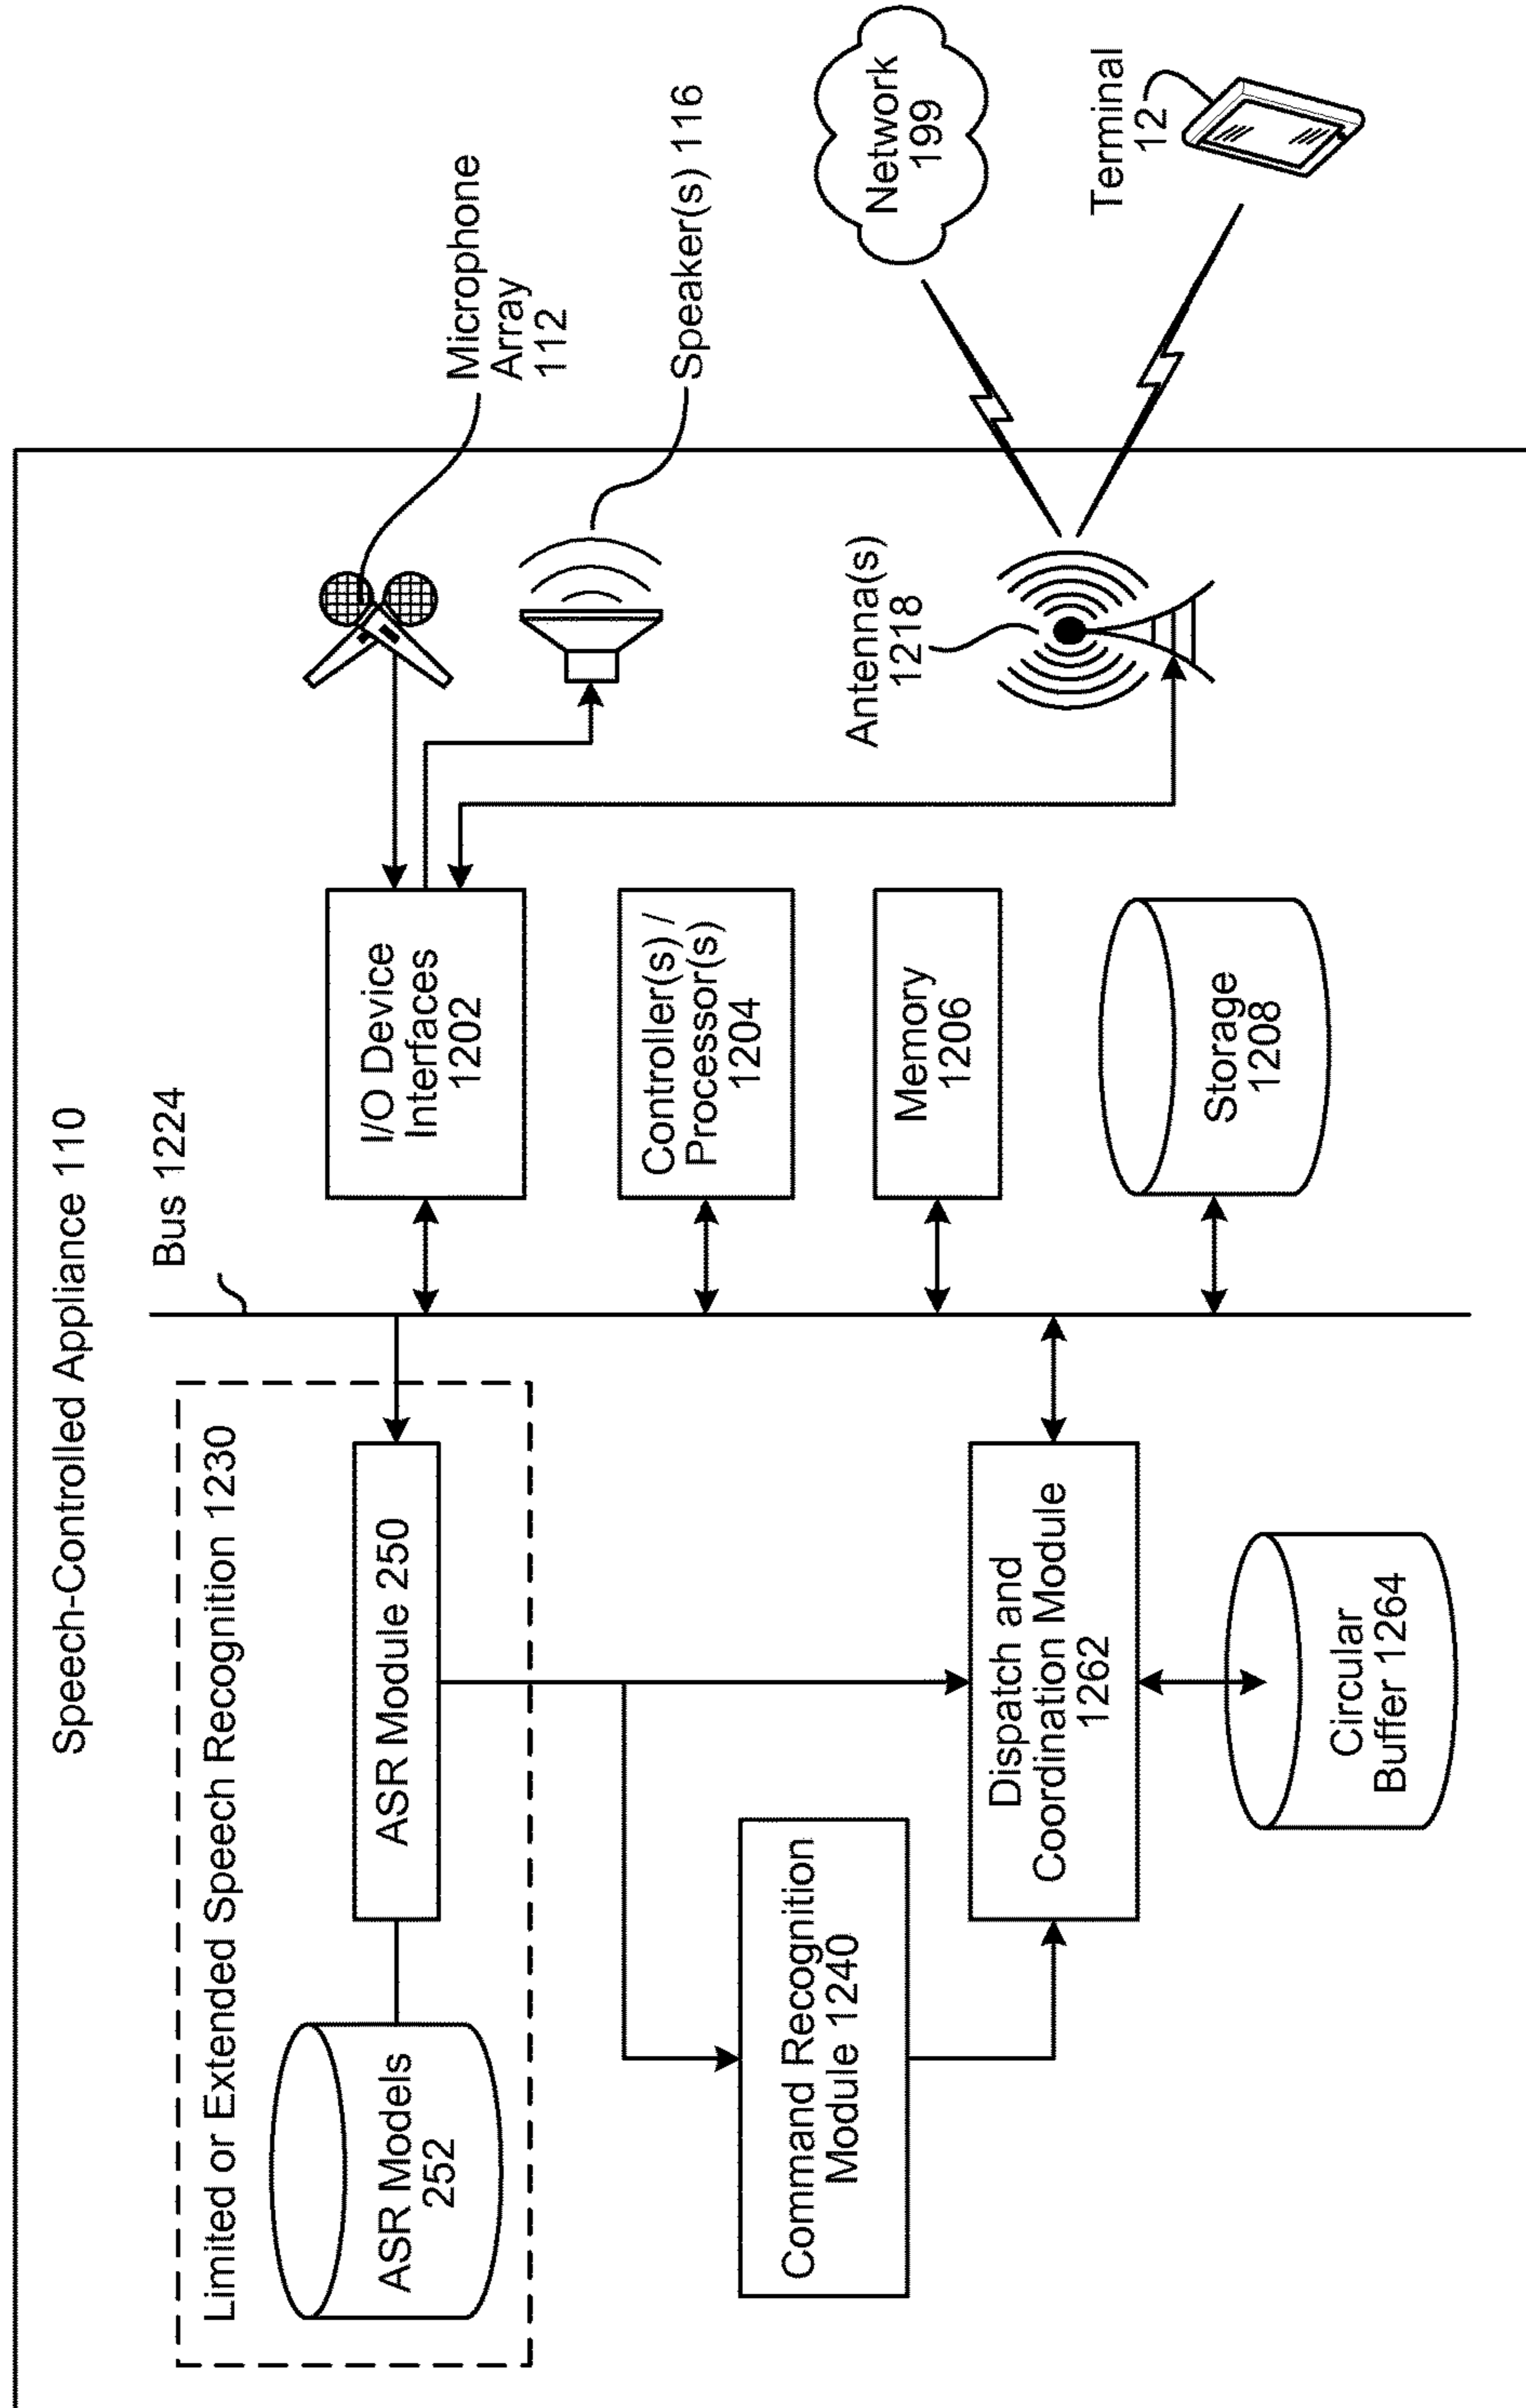 Speech-Controlled Appliance 110
Bus 1224
Limited or Extended Speech Recognition 1230
ASR Models
252
ASR Module 250
I/O Device
Interfaces
1202
Microphone
Array
112
Speaker(s) 116
Controller(s) /
Processor(s)
1204
Command Recognition
Module 1240
Memory
1206
Antenna(s)
1218
Network
199
Dispatch and
Coordination Module
1262
Storage
1208
Terminal
12
Circular
Buffer 1264